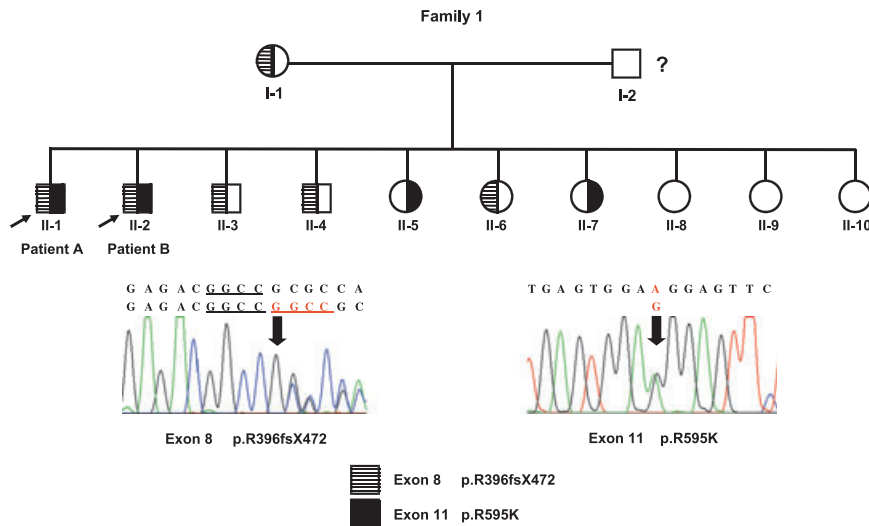 Family 1
?
I-1
I-2
II-1 II-2 II-3 II-4 II-5 II-6 II-7 II-8 II-9 II-10
Patient A Patient B
G A G A C G G C C G C G C C A
G A G A C G G C C G G C C G C
T G A G T G G A A G G A G T T C
G
Exon 8 p.R396fsX472
Exon 11 p.R595K
Exon 8 p.R396fsX472
Exon 11 p.R595K